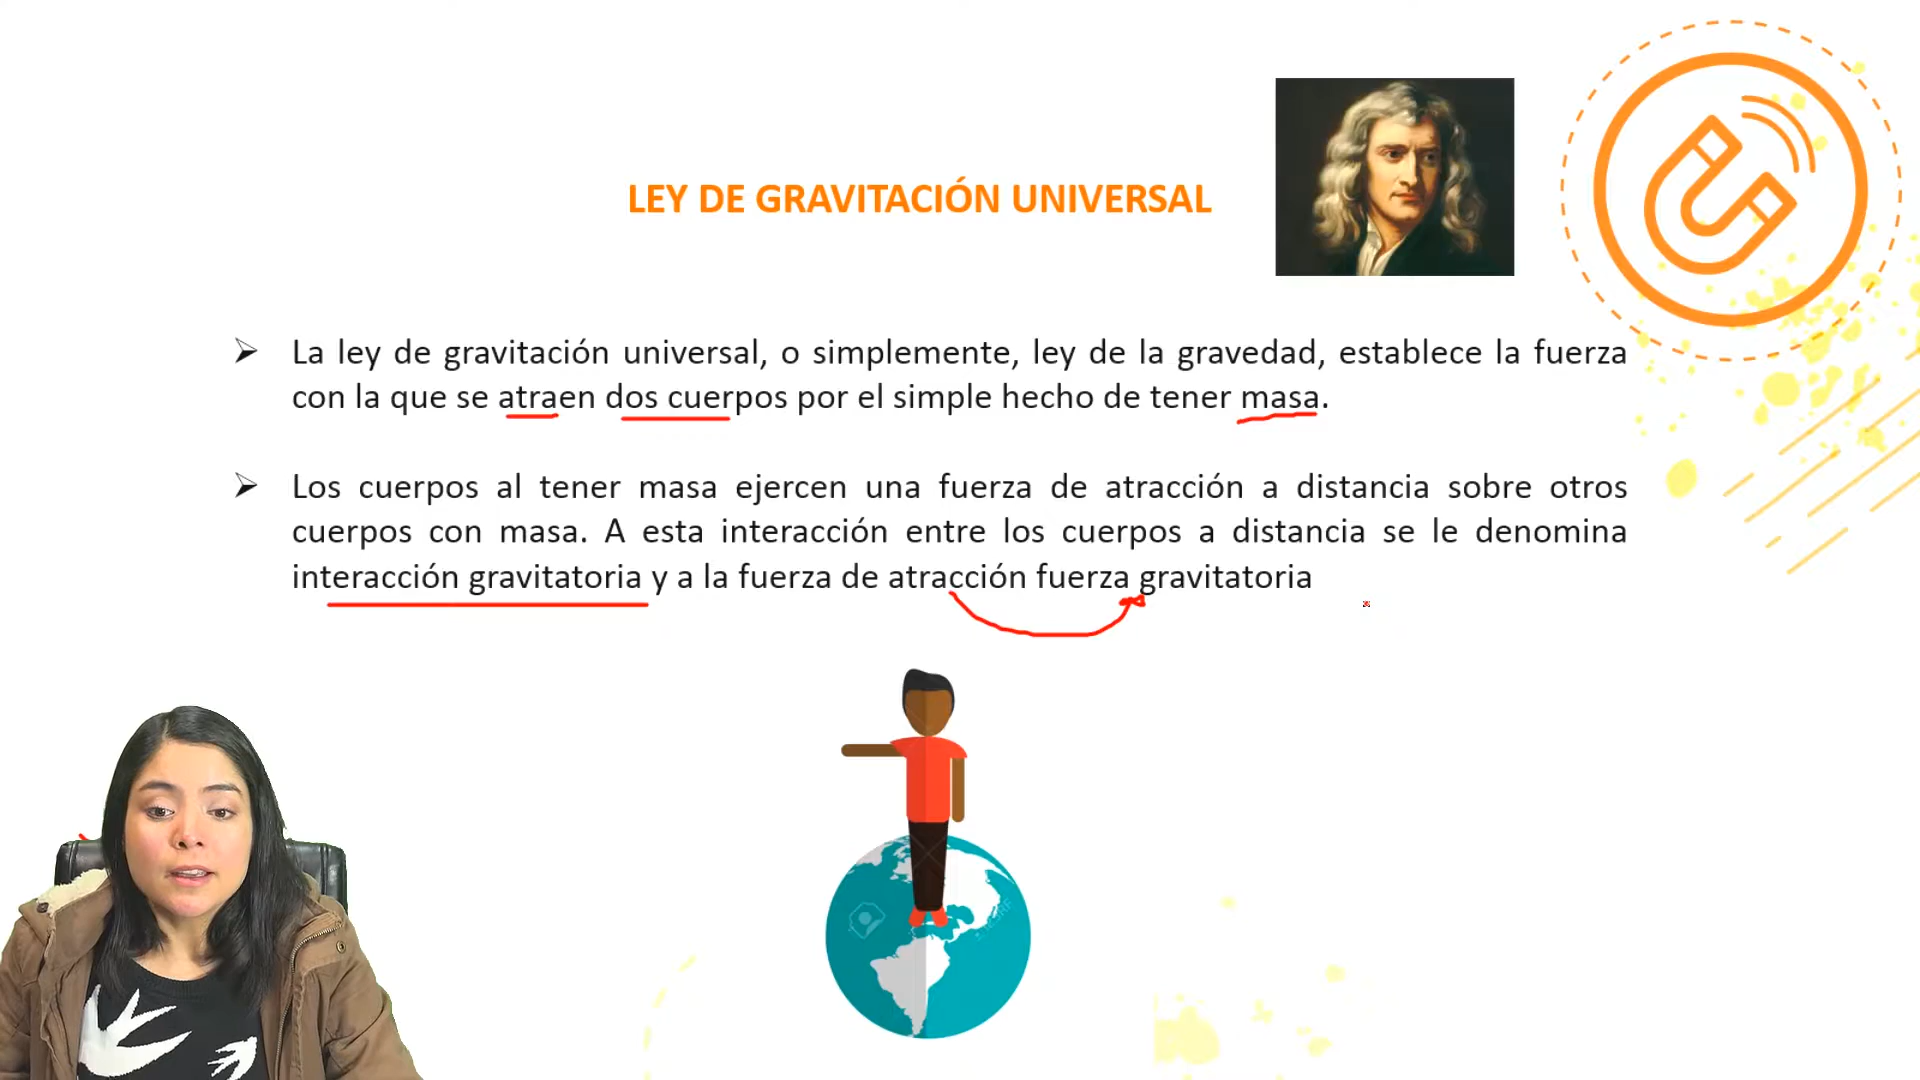 LEY DE GRAVITACIÓN UNIVERSAL
La ley de gravitación universal, o simplemente, ley de la gravedad, establece la fuerza
con la que se atraen dos cuerpos por el simple hecho de tener masa.
Los cuerpos al tener masa ejercen una fuerza de atracción a distancia sobre otros
cuerpos con masa. A esta interacción entre los cuerpos a distancia se le denomina
interacción gravitatoria y a la fuerza de atracción fuerza gravitatoria